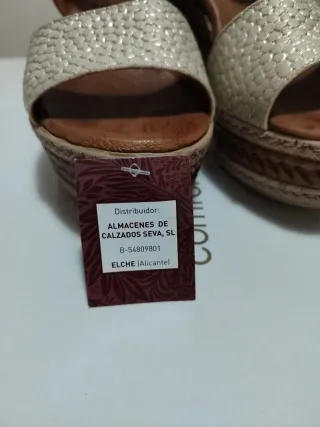 Distribuidor:
ALMACENES DE
CALZADOS SEVA, SL
B-54809801
ELCHE (Alicante)